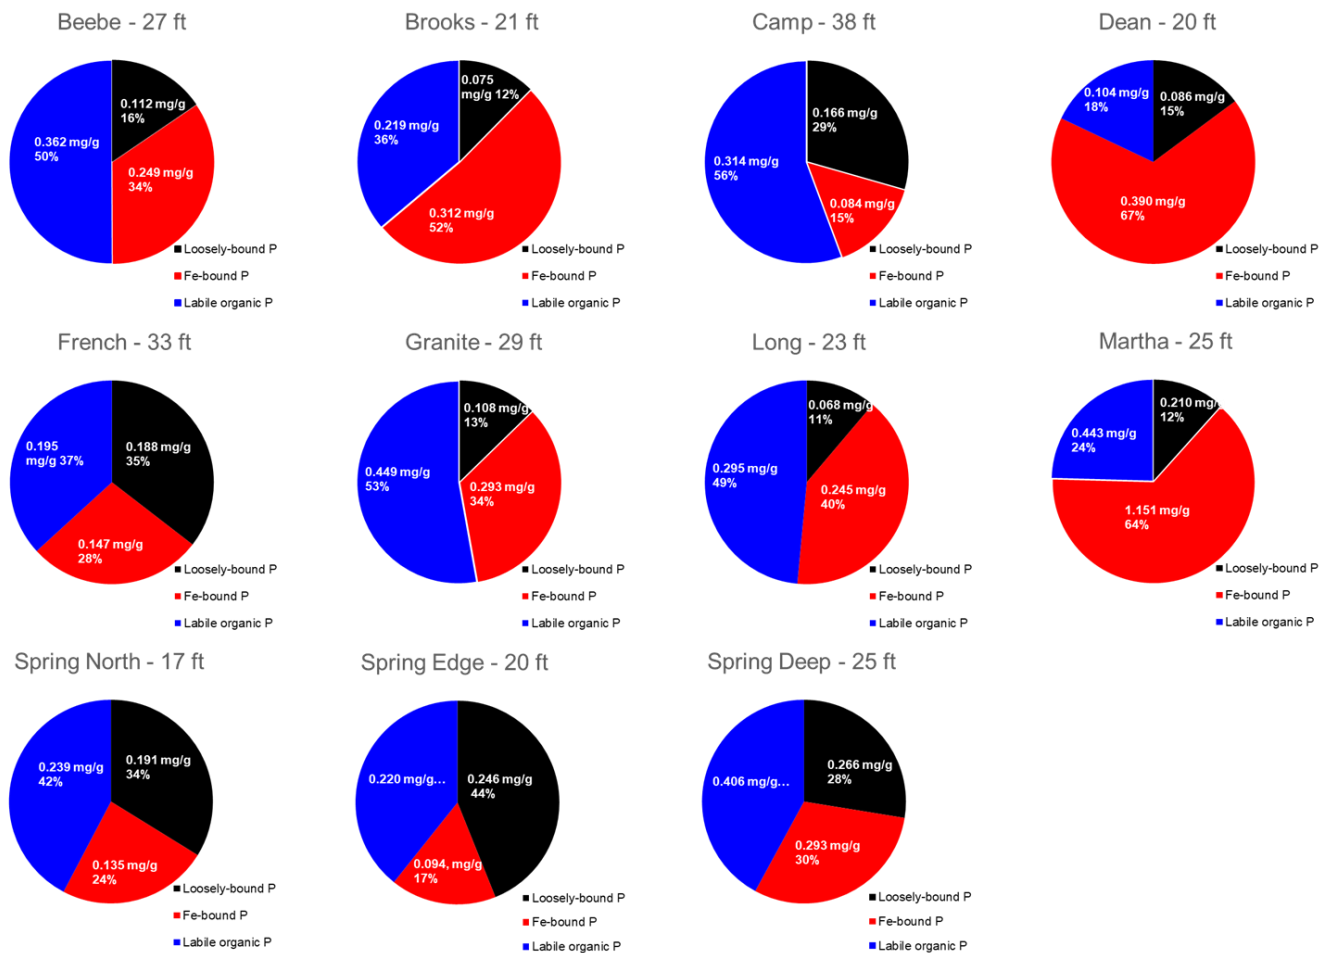 Beebe - 27 ft
0.112 mg/g
16%
0.362 mg/g
50%
0.249 mg/g
34%
Loosely-bound P
Fe-bound P
Labile organic P
Brooks - 21 ft
0.075
mg/g 12%
0.219 mg/g
36%
0.312 mg/g
52%
Loosely-bound P
Fe-bound P
Labile organic P
Camp - 38 ft
0.166 mg/g
29%
0.314 mg/g
56%
0.084 mg/g
15%
Loosely-bound P
Fe-bound P
Labile organic P
Dean - 20 ft
0.104 mg/g
18%
0.086 mg/g
15%
0.390 mg/g
67%
Loosely-bound P
Fe-bound P
Labile organic P
French - 33 ft
0.195
mg/g 37%
0.188 mg/g
35%
0.147 mg/g
28%
Loosely-bound P
Fe-bound P
Labile organic P
Granite - 29 ft
0.108 mg/g
13%
0.449 mg/g
53%
0.293 mg/g
34%
Loosely-bound P
Fe-bound P
Labile organic P
Long - 23 ft
0.068 mg/g
11%
0.295 mg/g
49%
0.245 mg/g
40%
Loosely-bound P
Fe-bound P
Labile organic P
Martha - 25 ft
0.210 mg/g
12%
0.443 mg/g
24%
1.151 mg/g
64%
Loosely-bound P
Fe-bound P
Labile organic P
Spring North - 17 ft
0.239 mg/g
42%
0.191 mg/g
34%
0.135 mg/g
24%
Loosely-bound P
Fe-bound P
Labile organic P
Spring Edge - 20 ft
0.220 mg/g...
0.246 mg/g
44%
0.094, mg/g
17%
Loosely-bound P
Fe-bound P
Labile organic P
Spring Deep - 25 ft
0.266 mg/g
28%
0.406 mg/g...
0.293 mg/g
30%
Loosely-bound P
Fe-bound P
Labile organic P